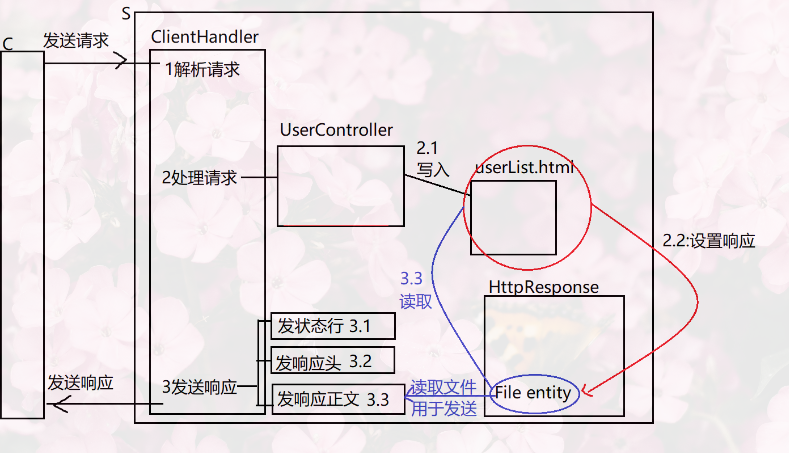 S
C
发送请求
ClientHandler
1解析请求
UserController
2.1
写入
userList.html
2处理请求
2.2:设置响应
3.3
读取
HttpResponse
发状态行 3.1
发响应头 3.2
发送响应
3发送响应
发响应正文 3.3
读取文件
用于发送
File entity